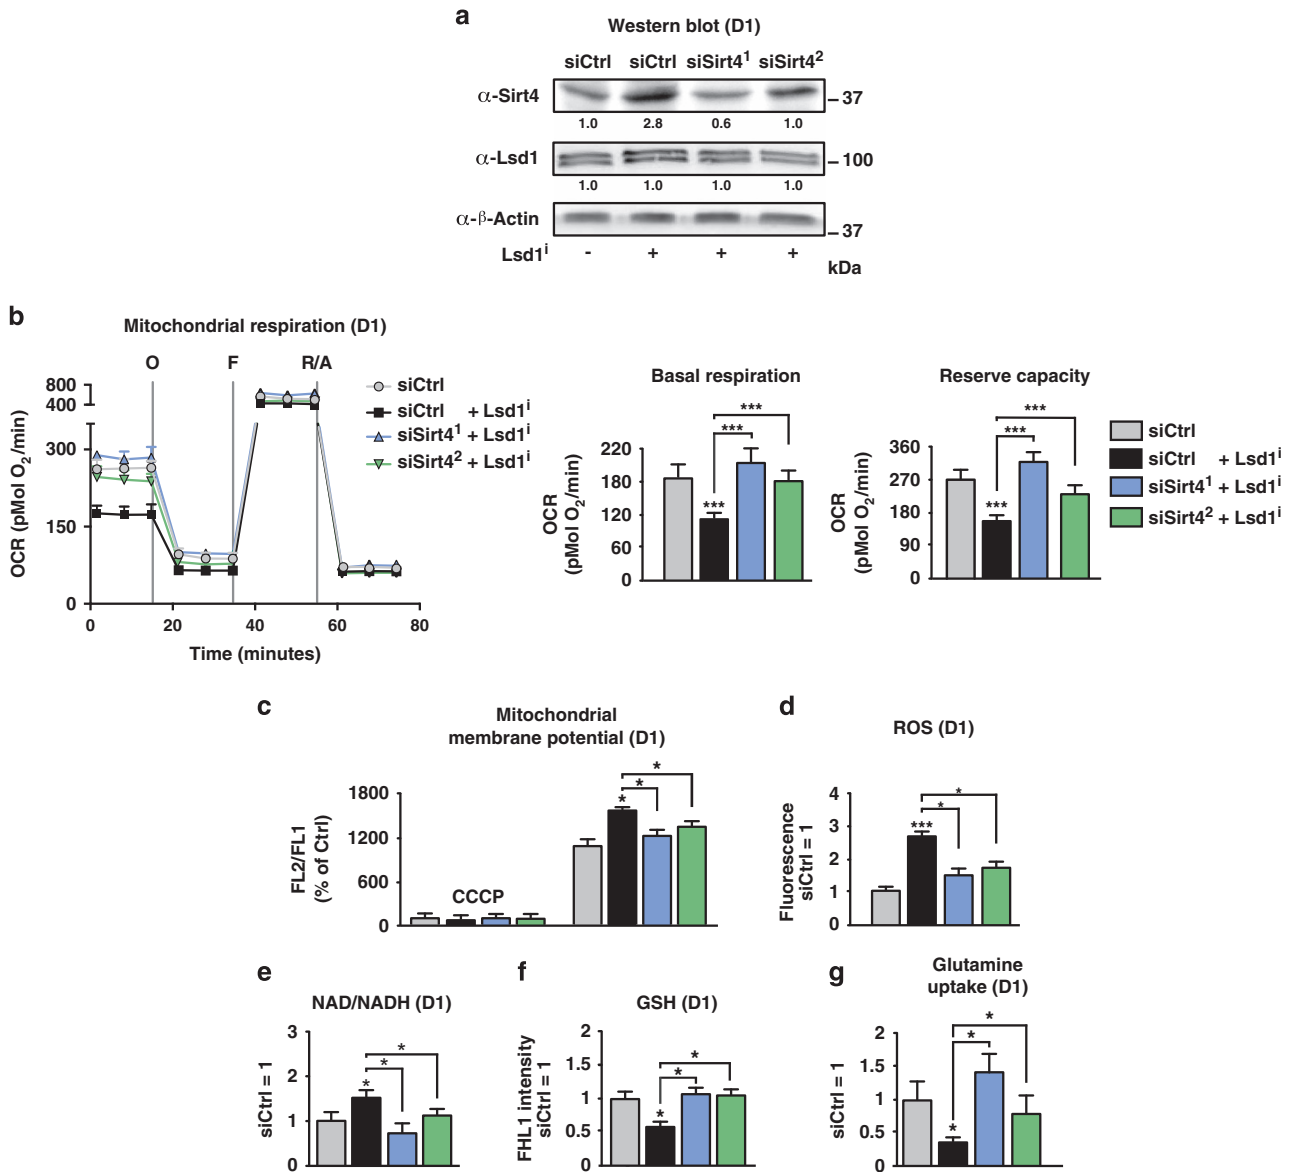 a
Western blot (D1)
siCtrl siCtrl siSirt4¹ siSirt4²
α-Sirt4
37
1.0 2.8 0.6 1.0
α-Lsd1
100
1.0 1.0 1.0 1.0
α-β-Actin
37
Lsd1ⁱ - + + +
kDa
b
Mitochondrial respiration (D1)
O F R/A
800
400
300
150
0
OCR (pMol O₂/min)
0 20 40 60 80
Time (minutes)
siCtrl
siCtrl + Lsd1ⁱ
siSirt4¹ + Lsd1ⁱ
siSirt4² + Lsd1ⁱ
Basal respiration
OCR
(pMol O₂/min)
220
180
120
60
0
***
***
***
Reserve capacity
OCR
(pMol O₂/min)
360
270
180
90
0
***
***
***
siCtrl
siCtrl + Lsd1ⁱ
siSirt4¹ + Lsd1ⁱ
siSirt4² + Lsd1ⁱ
c
Mitochondrial
membrane potential (D1)
FL2/FL1
(% of Ctrl)
1800
1200
600
0
CCCP
*
*
*
d
ROS (D1)
Fluorescence
siCtrl = 1
4
3
2
1
0
*
*
***
e
NAD/NADH (D1)
siCtrl = 1
3
2
1
0
*
*
*
f
GSH (D1)
FHL1 intensity
siCtrl = 1
2
1.5
1
0.5
0
*
*
*
g
Glutamine
uptake (D1)
siCtrl = 1
2
1.5
1
0.5
0
*
*
*